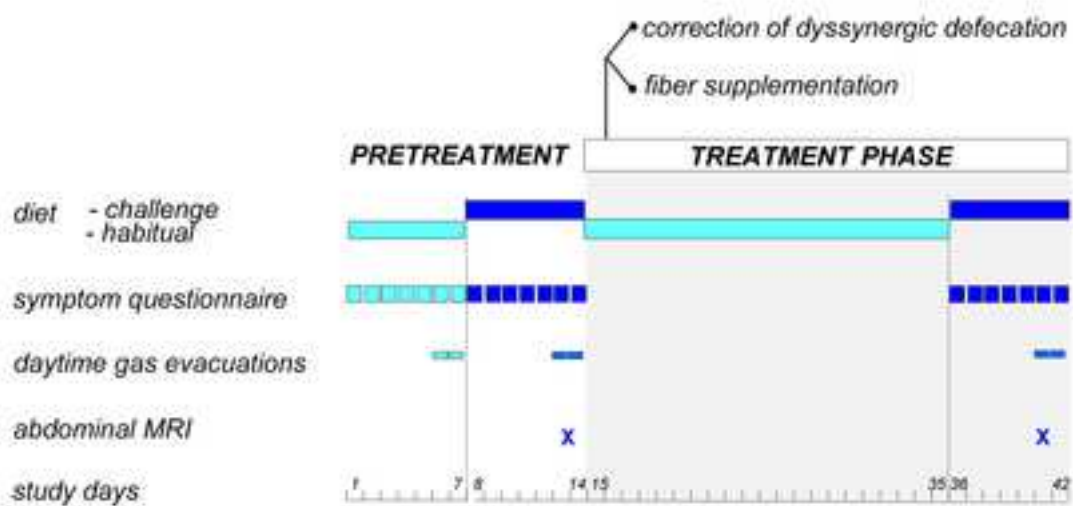 correction of dyssynergic defecation
fiber supplementation
PRETREATMENT TREATMENT PHASE
diet - challenge
- habitual
symptom questionnaire
daytime gas evacuations
abdominal MRI X X
study days 1 7 8 14 15 35 36 42